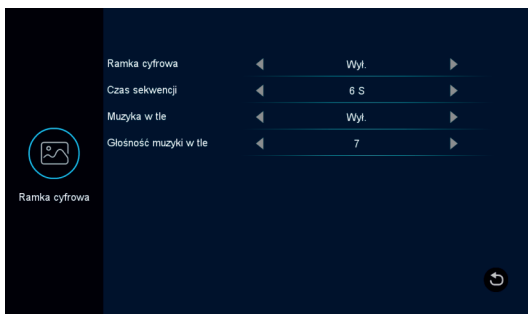 Ramka cyfrowa Wył.
Czas sekwencji 6 S
Muzyka w tle Wył.
Głośność muzyki w tle 7
Ramka cyfrowa